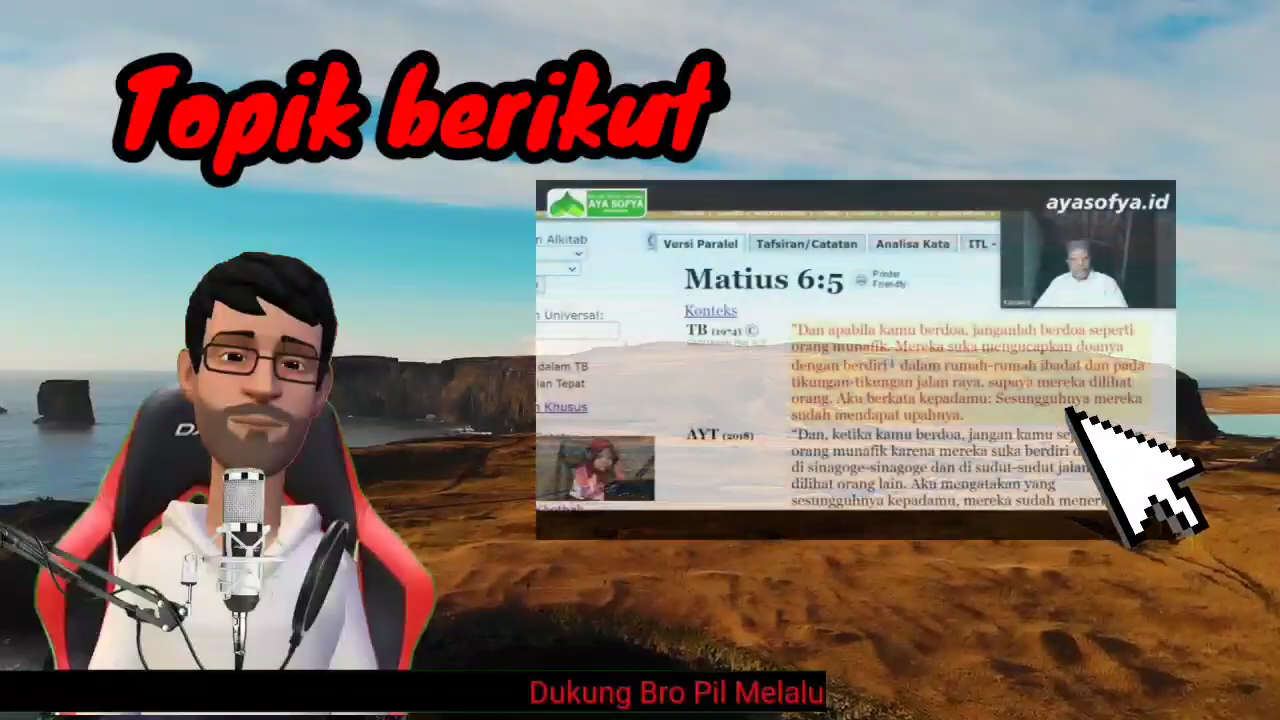 Topik berikut
AYA SOFYA
ayasofya.id
n Alkitab
Versi Paralel
Tafsiran/Catatan
Analisa Kata
ITL -
Matius 6:5
Printer
Friendly
Konteks
n Universal:
TB (1974) ©
"Dan apabila kamu berdoa, janganlah berdoa seperti
orang munafik. Mereka suka mengucapkan doanya
dengan berdiri 1 dalam rumah-rumah ibadat dan pada
tikungan-tikungan jalan raya, supaya mereka dilihat
orang. Aku berkata kepadamu: Sesungguhnya mereka
sudah mendapat upahnya.
dalam TB
an Tepat
n Khusus
AYT (2018)
"Dan, ketika kamu berdoa, jangan kamu
orang munafik karena mereka suka berdiri
di sinagoge-sinagoge dan di sudut-sudut jalan
dilihat orang lain. Aku mengatakan yang
sesungguhnya kepadamu, mereka sudah
Dukung Bro Pil Melalu